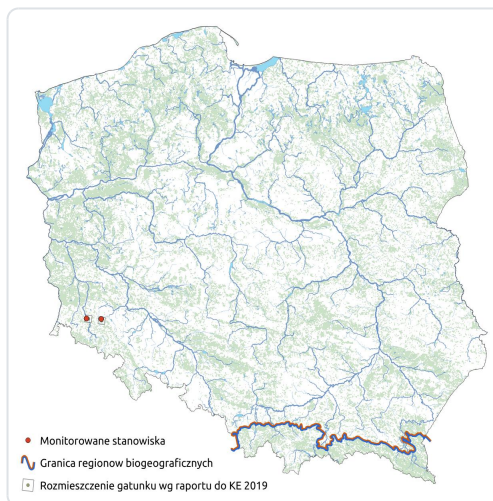 Monitorowane stanowiska
Granica regionow biogeograficznych
Rozmieszczenie gatunku wg raportu do KE 2019